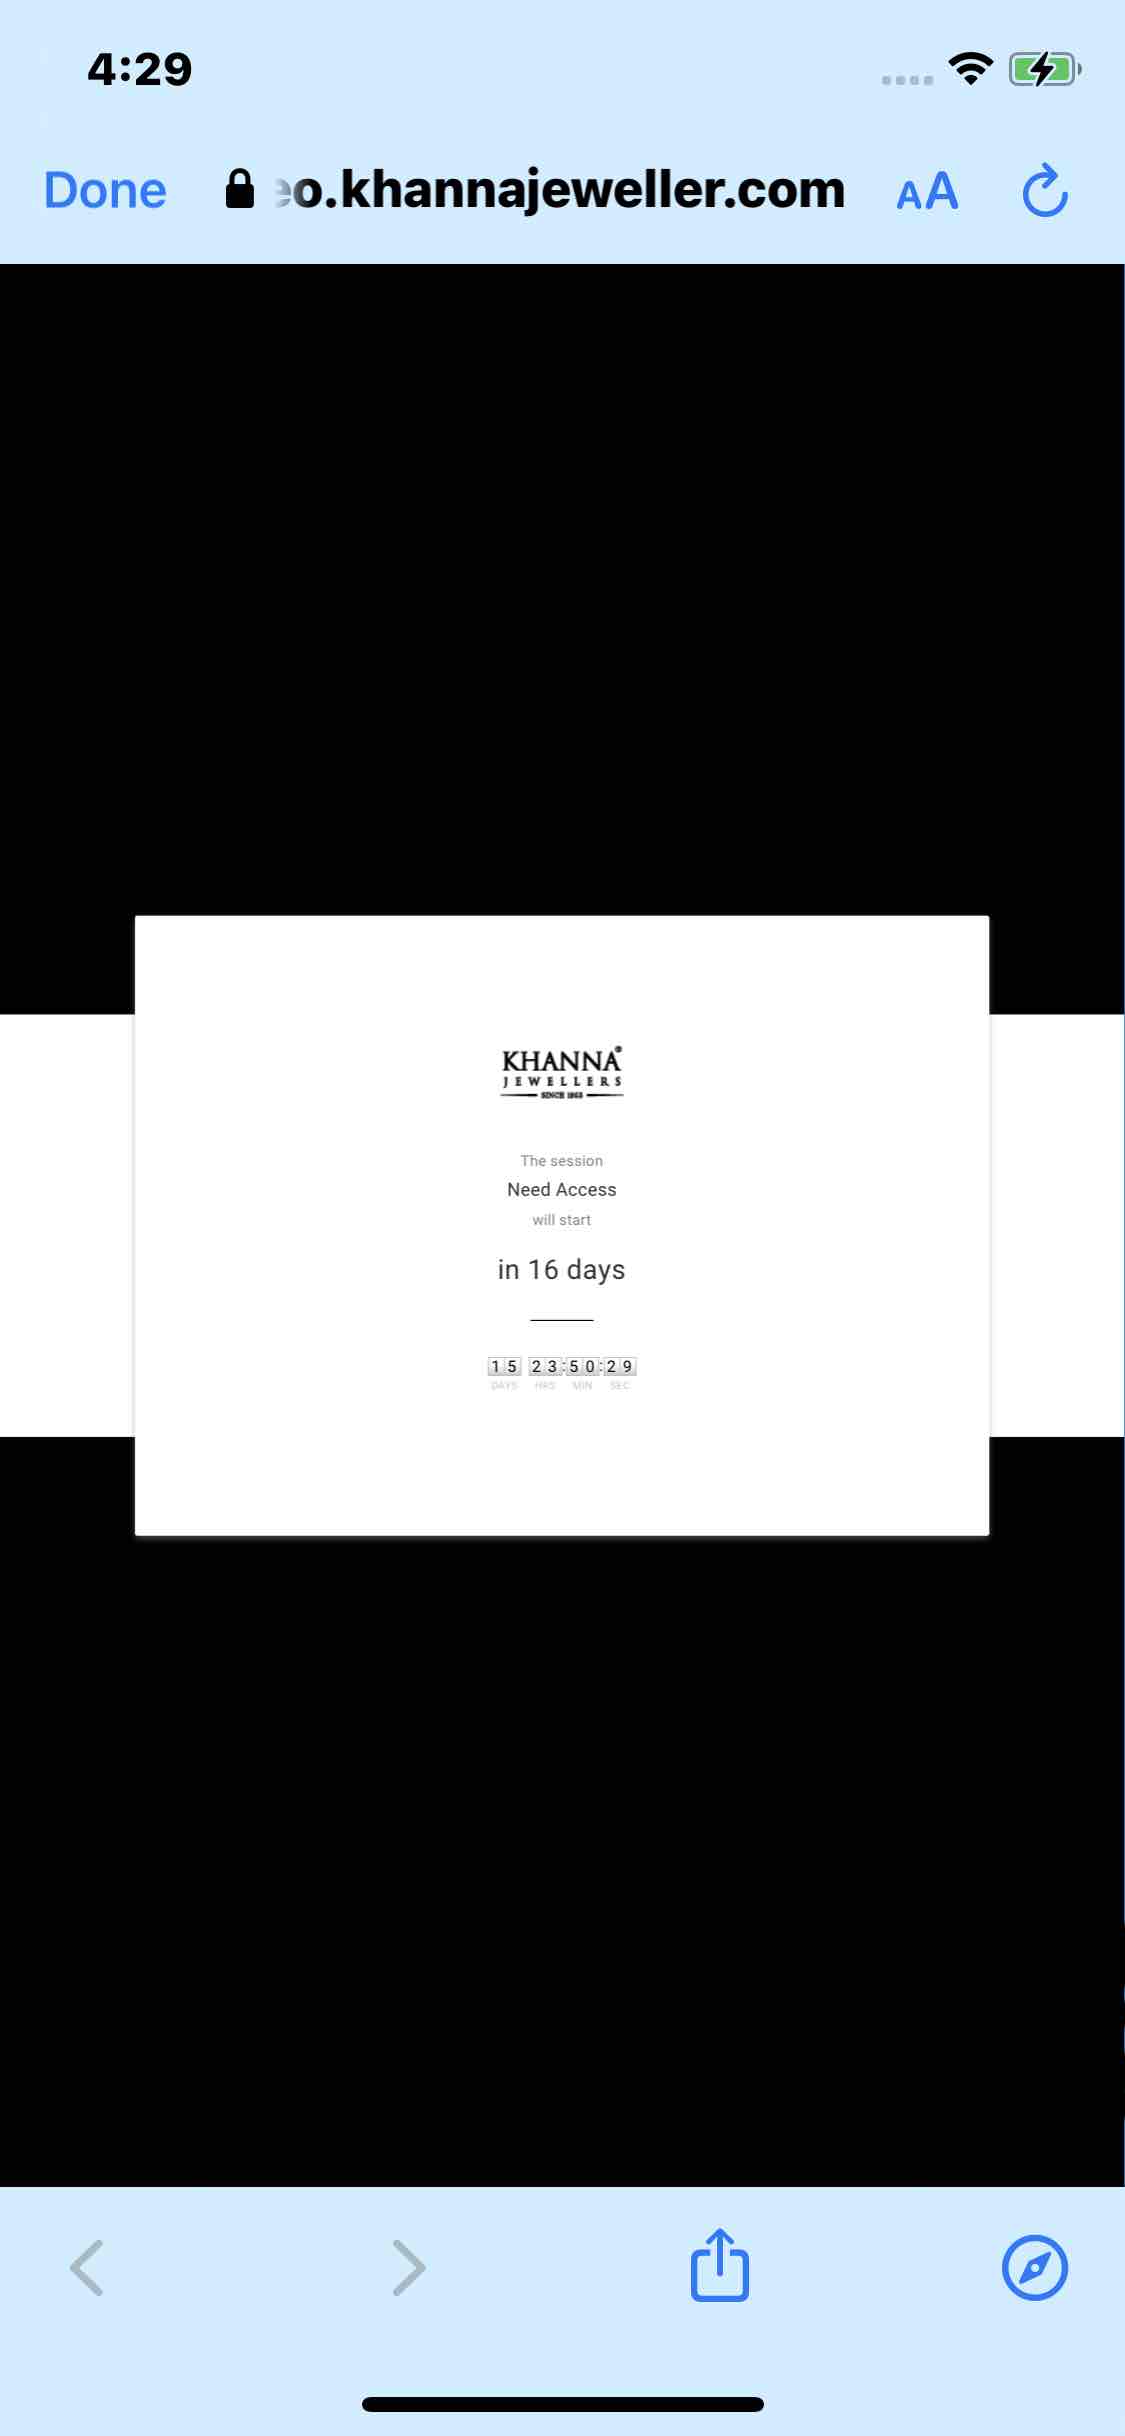 4:29
Done
eo.khannajeweller.com
AA
KHANNA®
JEWELLERS
SINCE 1953
The session
Need Access
will start
in 16 days
15 23:50:29
DAYS HRS MIN SEC